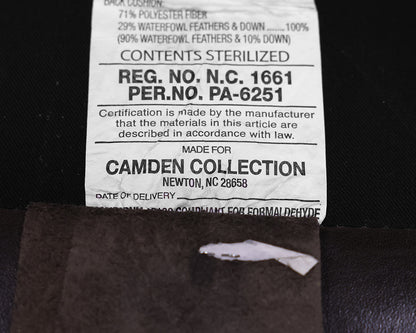 BACK CUSHION:
71% POLYESTER FIBER
29% WATERFOWL FEATHERS & DOWN.......100%
(90% WATERFOWL FEATHERS & 10% DOWN)
CONTENTS STERILIZED
REG. NO. N.C. 1661
PER.NO. PA-6251
Certification is made by the manufacturer
that the materials in this article are
described in accordance with law.
MADE FOR
CAMDEN COLLECTION
NEWTON, NC 28658
DATE OF DELIVERY
COMPLIANT FOR FORMALDEHYDE